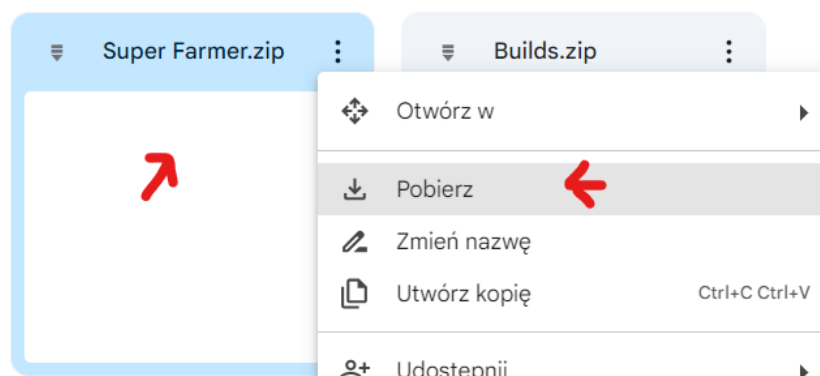 Super Farmer.zip
Builds.zip
Otwórz w
Pobierz
Zmień nazwę
Utwórz kopię Ctrl+C Ctrl+V
Udostępnij